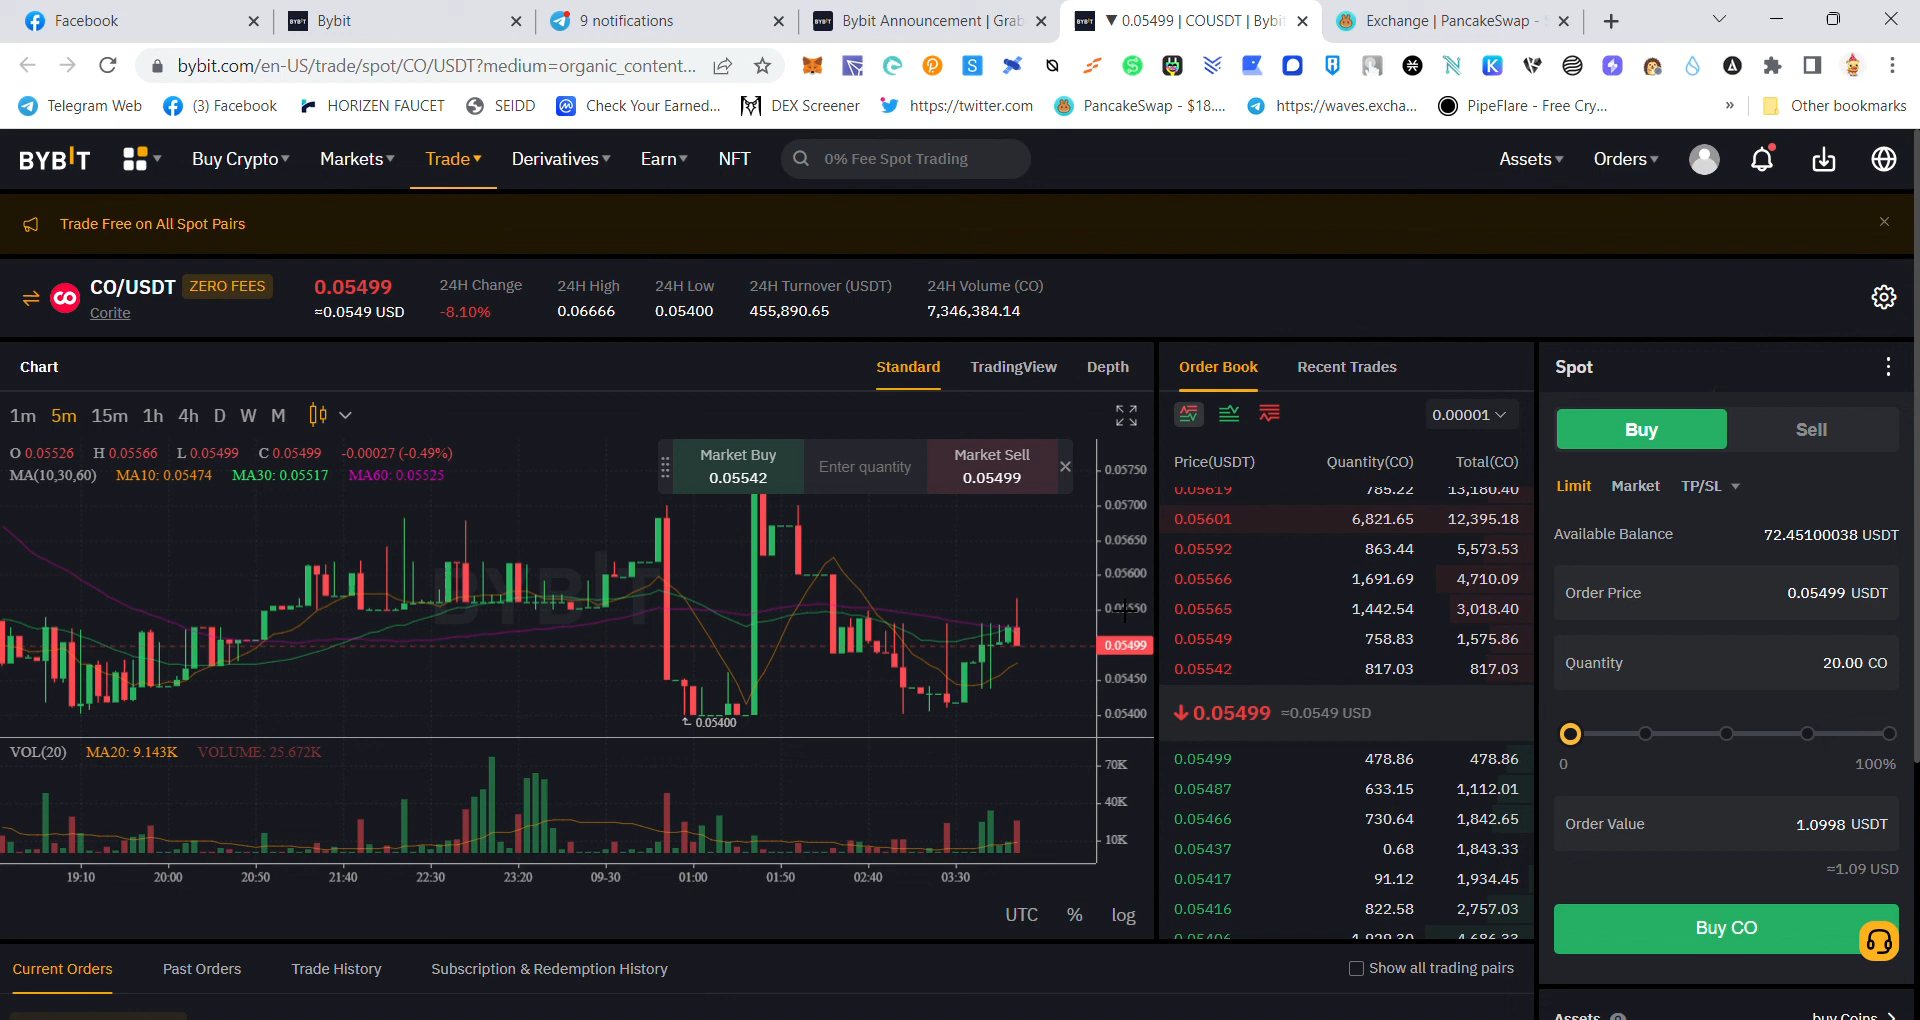 Facebook
Bybit
9 notifications
Bybit Announcement | Grab
▼ 0.05499 | COUSDT | Bybit
Exchange | PancakeSwap -
bybit.com/en-US/trade/spot/CO/USDT?medium=organic_content...
Telegram Web
(3) Facebook
HORIZEN FAUCET
SEIDD
Check Your Earned...
DEX Screener
https://twitter.com
PancakeSwap - $18....
https://waves.excha...
PipeFlare - Free Cry...
»
Other bookmarks
BYBIT
Buy Crypto
Markets
Trade
Derivatives
Earn
NFT
0% Fee Spot Trading
Assets
Orders
Trade Free on All Spot Pairs
CO/USDT ZERO FEES
Corite
0.05499
≈0.0549 USD
24H Change
-8.10%
24H High
0.06666
24H Low
0.05400
24H Turnover (USDT)
455,890.65
24H Volume (CO)
7,346,384.14
Chart
Standard TradingView Depth
1m 5m 15m 1h 4h D W M
O 0.05526 H 0.05566 L 0.05499 C 0.05499 -0.00027 (-0.49%)
MA(10,30,60) MA10: 0.05474 MA30: 0.05517 MA60: 0.05525
Market Buy
0.05542
Enter quantity
Market Sell
0.05499
BYBIT
0.05750
0.05700
0.05650
0.05600
0.05550
0.05499
0.05450
0.05400
0.05400
VOL(20) MA20: 9.143K VOLUME: 25.672K
70K
40K
10K
19:10 20:00 20:50 21:40 22:30 23:20 09-30 01:00 01:50 02:40 03:30
UTC % log
Order Book Recent Trades
0.00001
Price(USDT) Quantity(CO) Total(CO)
0.05619 785.22 13,180.40
0.05601 6,821.65 12,395.18
0.05592 863.44 5,573.53
0.05566 1,691.69 4,710.09
0.05565 1,442.54 3,018.40
0.05549 758.83 1,575.86
0.05542 817.03 817.03
0.05499 ≈0.0549 USD
0.05499 478.86 478.86
0.05487 633.15 1,112.01
0.05466 730.64 1,842.65
0.05437 0.68 1,843.33
0.05417 91.12 1,934.45
0.05416 822.58 2,757.03
Spot
Buy Sell
Limit Market TP/SL
Available Balance 72.45100038 USDT
Order Price 0.05499 USDT
Quantity 20.00 CO
0 100%
Order Value 1.0998 USDT
≈1.09 USD
Buy CO
Current Orders Past Orders Trade History Subscription & Redemption History
Show all trading pairs
Assets buy Coins